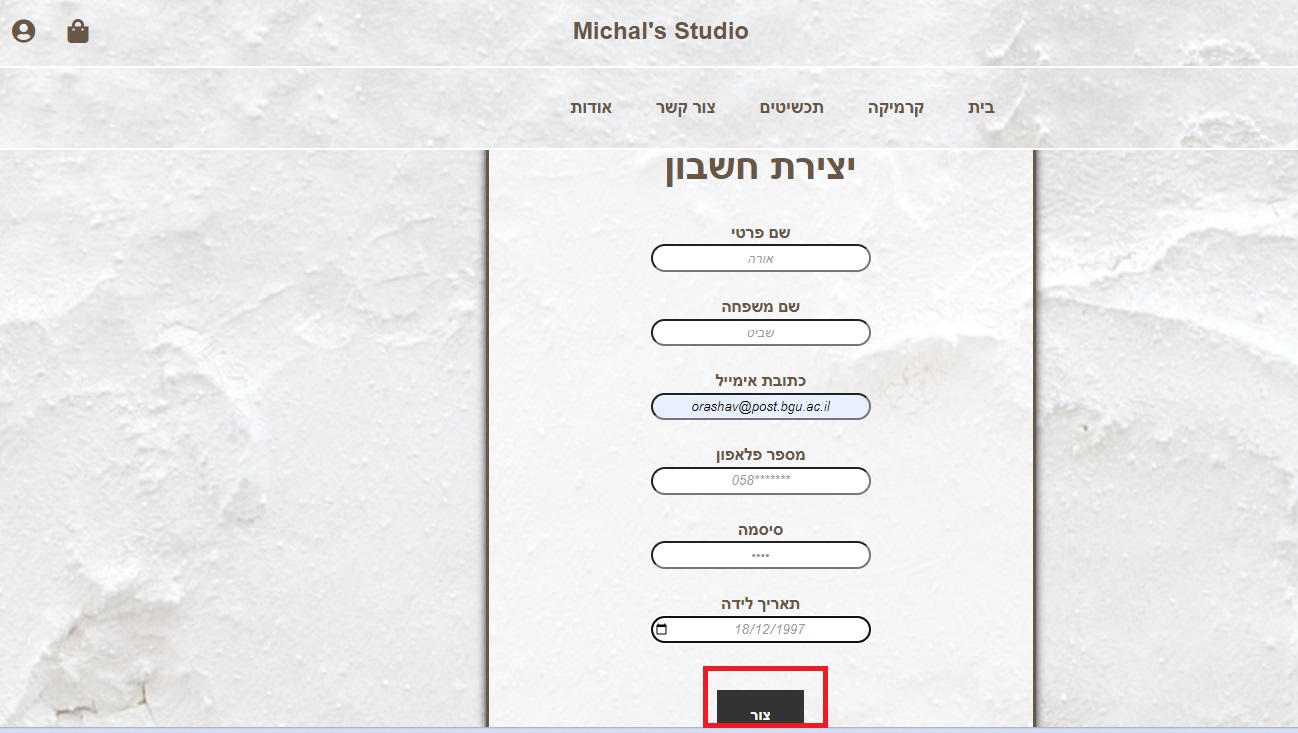 Michal's Studio
בית קרמיקה תכשיטים צור קשר אודות
יצירת חשבון
שם פרטי
אורה
שם משפחה
שביט
כתובת אימייל
orashav@post.bgu.ac.il
מספר פלאפון
058*******
סיסמה
••••
תאריך לידה
18/12/1997
צור